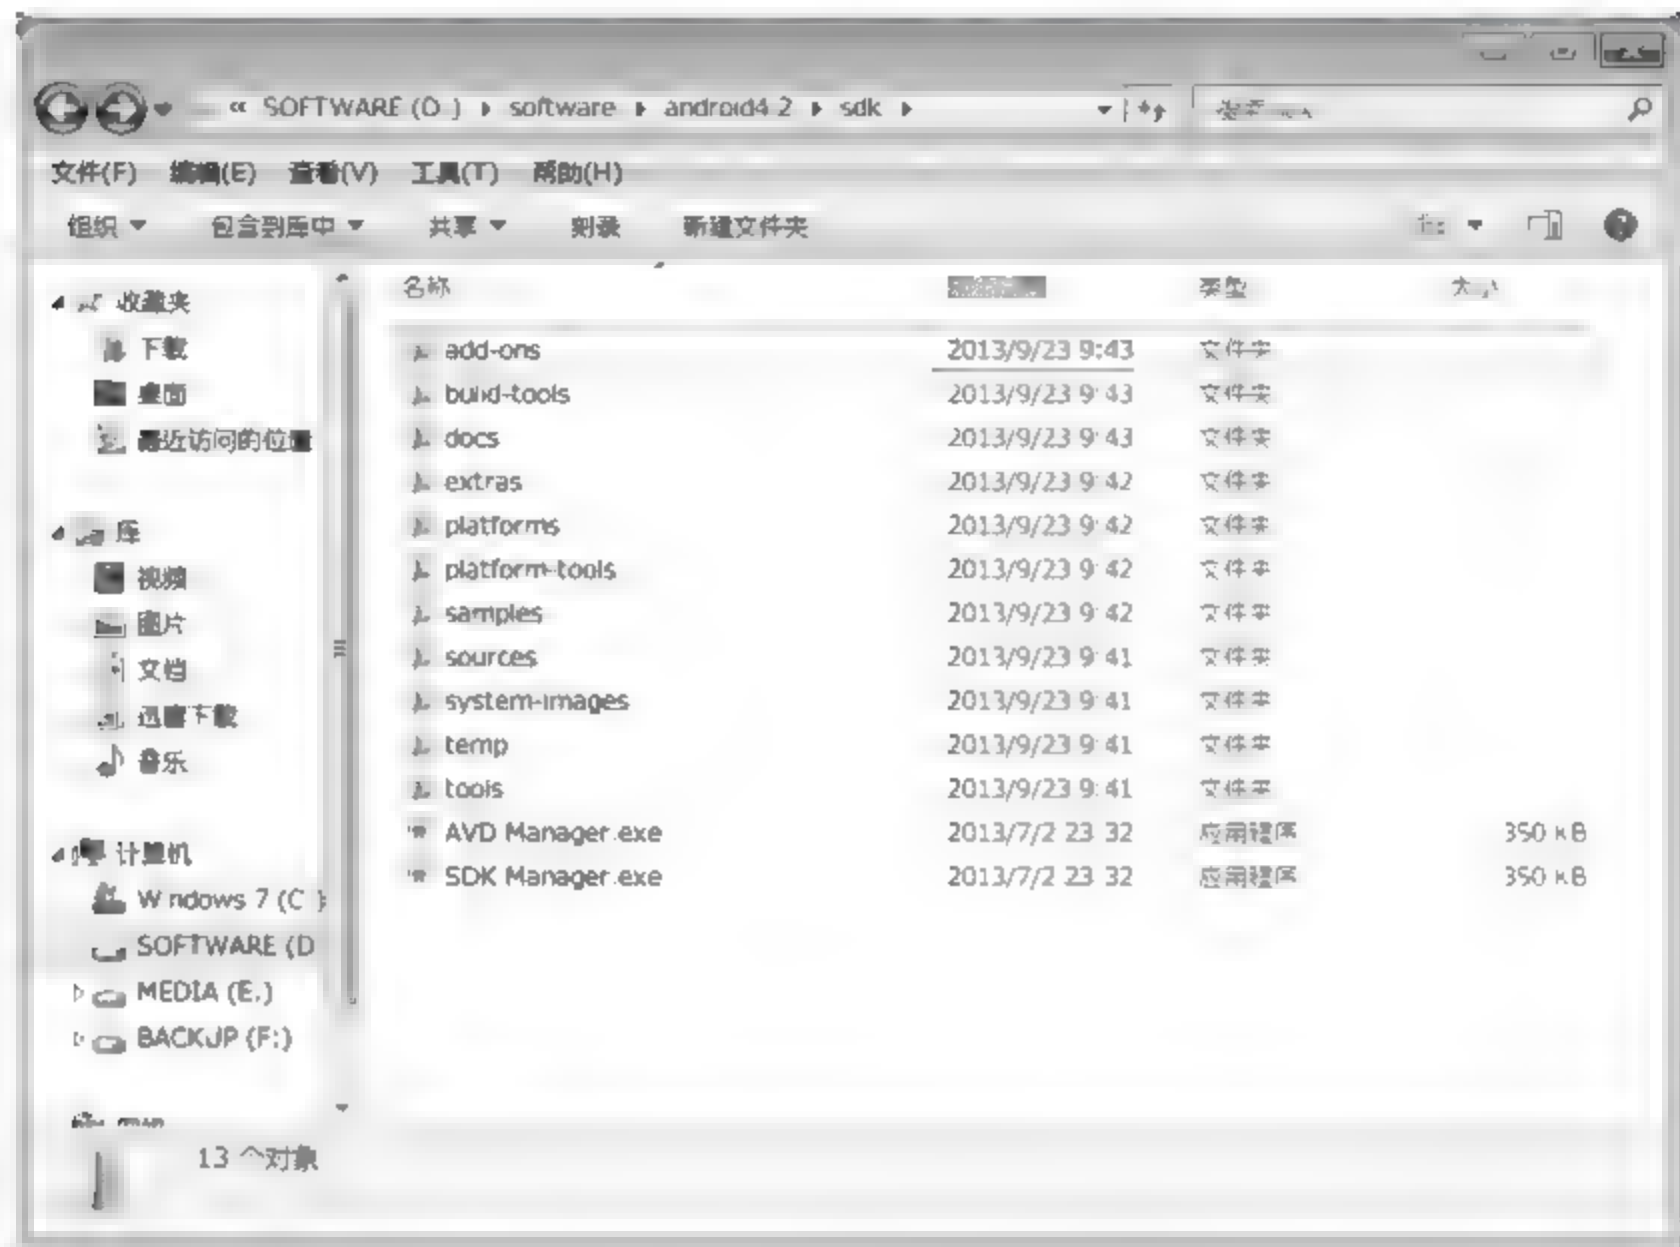 « SOFTWARE (D:) ▸ software ▸ android4.2 ▸ sdk ▸
文件(F) 编辑(E) 查看(V) 工具(T) 帮助(H)
组织 包含到库中 共享 刻录 新建文件夹
名称 类型 大小
收藏夹
下载
桌面
最近访问的位置
库
视频
图片
文档
迅雷下载
音乐
计算机
Windows 7 (C:)
SOFTWARE (D
MEDIA (E:)
BACKUP (F:)
add-ons 2013/9/23 9:43 文件夹
build-tools 2013/9/23 9:43 文件夹
docs 2013/9/23 9:43 文件夹
extras 2013/9/23 9:42 文件夹
platforms 2013/9/23 9:42 文件夹
platform-tools 2013/9/23 9:42 文件夹
samples 2013/9/23 9:42 文件夹
sources 2013/9/23 9:41 文件夹
system-images 2013/9/23 9:41 文件夹
temp 2013/9/23 9:41 文件夹
tools 2013/9/23 9:41 文件夹
AVD Manager.exe 2013/7/2 23:32 应用程序 350 KB
SDK Manager.exe 2013/7/2 23:32 应用程序 350 KB
13 个对象